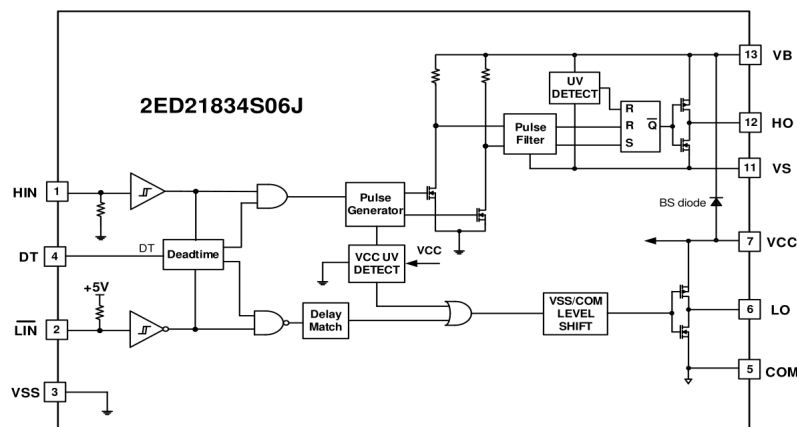 2ED21834S06J
13 VB
UV DETECT
R
R Q̅
S
12 HO
Pulse Filter
11 VS
HIN 1
Pulse Generator
BS diode
DT 4
DT
Deadtime
VCC UV DETECT
VCC
7 VCC
+5V
L̅I̅N̅ 2
Delay Match
VSS/COM LEVEL SHIFT
6 LO
VSS 3
5 COM